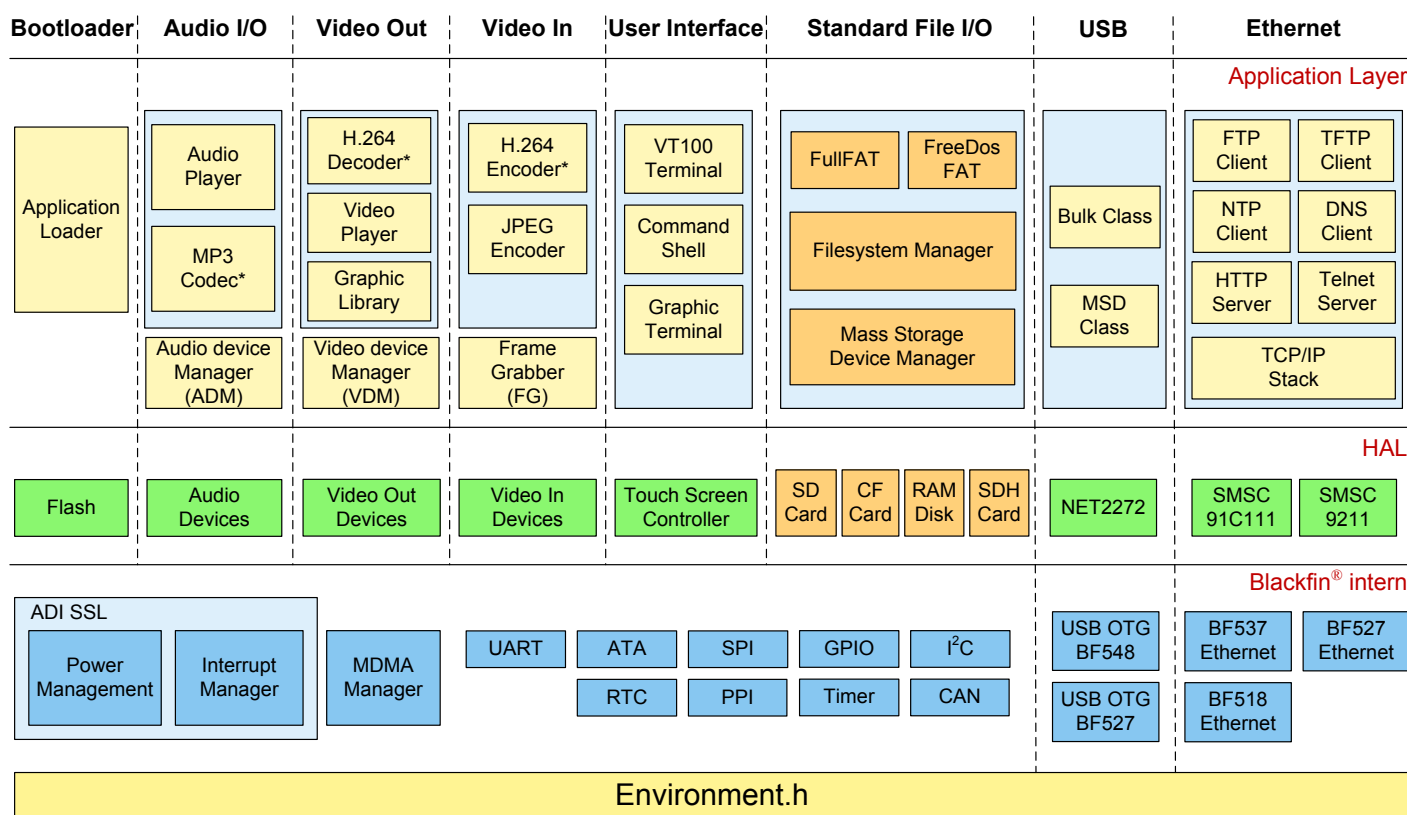 Bootloader
Audio I/O
Video Out
Video In
User Interface
Standard File I/O
USB
Ethernet
Application Layer
Application
Loader
Audio
Player
MP3
Codec*
Audio device
Manager
(ADM)
H.264
Decoder*
Video
Player
Graphic
Library
Video device
Manager
(VDM)
H.264
Encoder*
JPEG
Encoder
Frame
Grabber
(FG)
VT100
Terminal
Command
Shell
Graphic
Terminal
FullFAT
FreeDos
FAT
Filesystem Manager
Mass Storage
Device Manager
Bulk Class
MSD
Class
FTP
Client
TFTP
Client
NTP
Client
DNS
Client
HTTP
Server
Telnet
Server
TCP/IP
Stack
HAL
Flash
Audio
Devices
Video Out
Devices
Video In
Devices
Touch Screen
Controller
SD
Card
CF
Card
RAM
Disk
SDH
Card
NET2272
SMSC
91C111
SMSC
9211
Blackfin® intern
ADI SSL
Power
Management
Interrupt
Manager
MDMA
Manager
UART
ATA
SPI
GPIO
I²C
RTC
PPI
Timer
CAN
USB OTG
BF548
USB OTG
BF527
BF537
Ethernet
BF527
Ethernet
BF518
Ethernet
Environment.h